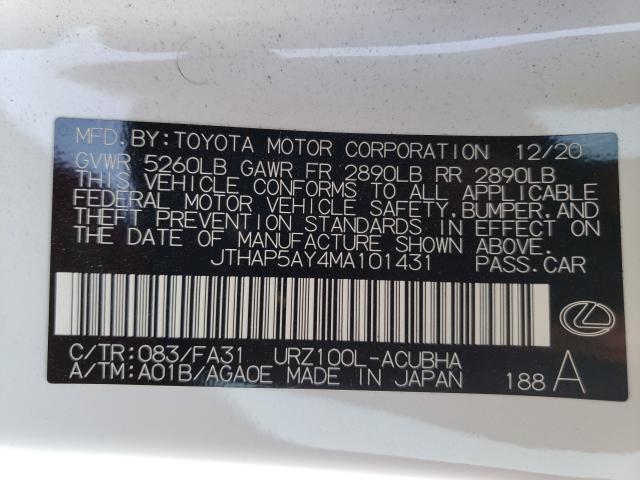 MFD. BY: TOYOTA MOTOR CORPORATION 12/20
GVWR 5260LB GAWR FR 2890LB RR 2890LB
THIS VEHICLE CONFORMS TO ALL APPLICABLE
FEDERAL MOTOR VEHICLE SAFETY, BUMPER, AND
THEFT PREVENTION STANDARDS IN EFFECT ON
THE DATE OF MANUFACTURE SHOWN ABOVE.
JTHAP5AY4MA101431 PASS. CAR
C/TR: 083/FA31 URZ100L-ACUBHA
A/TM: A01B/AGA0E MADE IN JAPAN 188 A